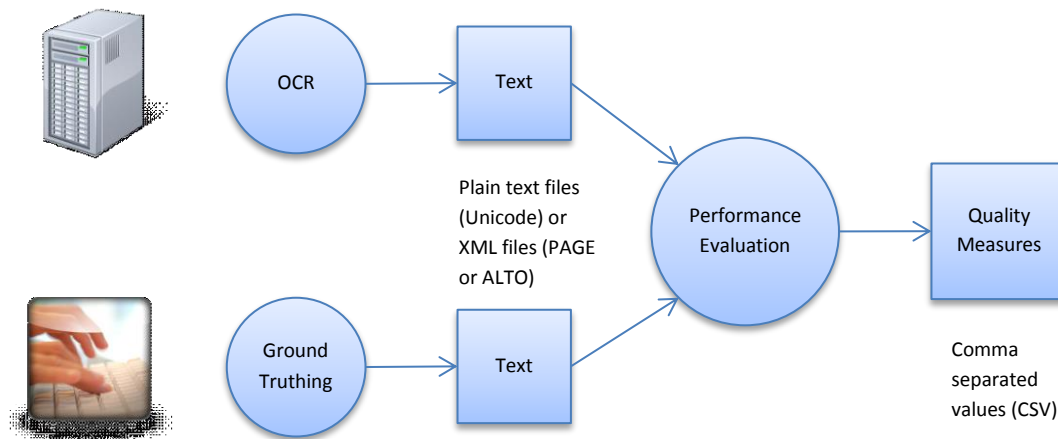 OCR
Text
Plain text files
(Unicode) or
XML files (PAGE
or ALTO)
Performance
Evaluation
Quality
Measures
Ground
Truthing
Text
Comma
separated
values (CSV)